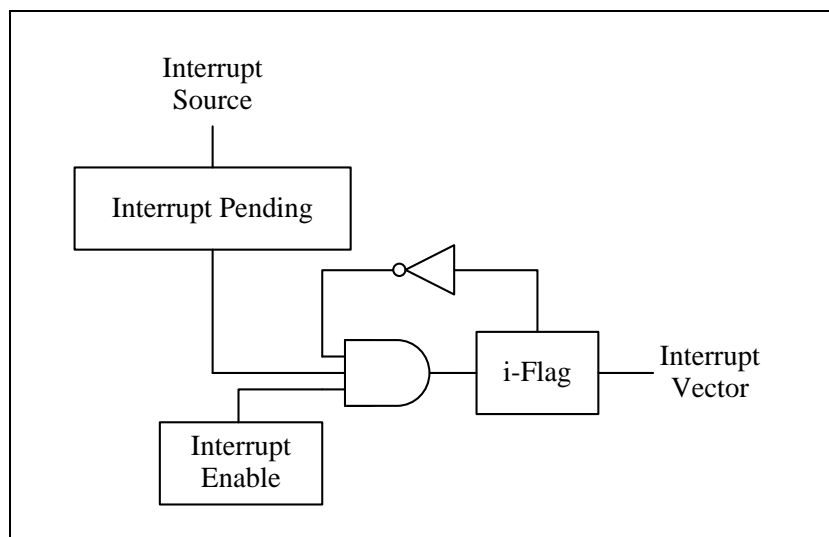 Interrupt
Source
Interrupt Pending
i-Flag
Interrupt
Vector
Interrupt
Enable